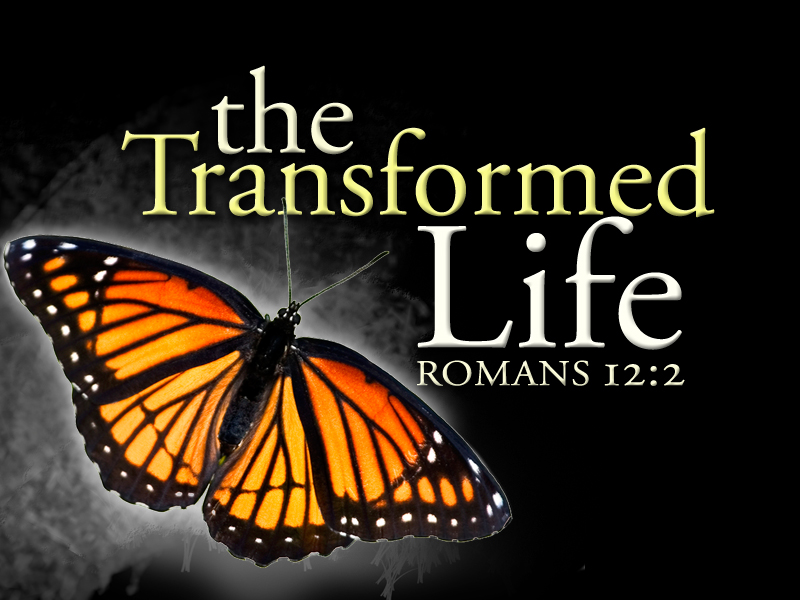 the
Transformed
Life
ROMANS 12:2